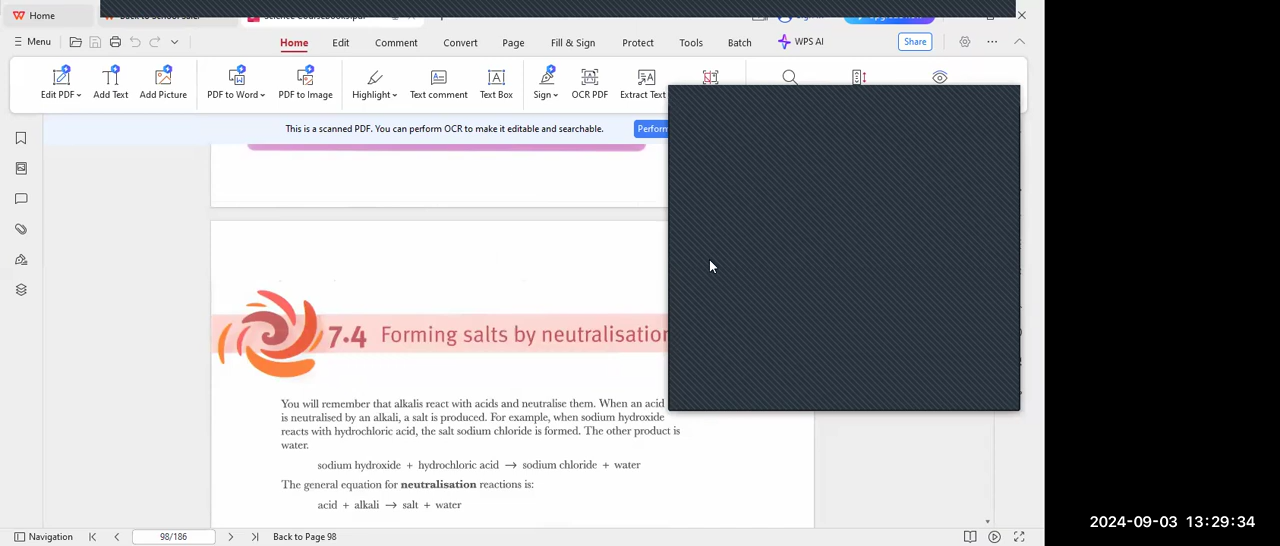 Home
Menu
Home Edit Comment Convert Page Fill & Sign Protect Tools Batch WPS AI Share
Edit PDF Add Text Add Picture PDF to Word PDF to Image Highlight Text comment Text Box Sign OCR PDF Extract Text
This is a scanned PDF. You can perform OCR to make it editable and searchable. Perform
7.4 Forming salts by neutralisation
You will remember that alkalis react with acids and neutralise them. When an acid
is neutralised by an alkali, a salt is produced. For example, when sodium hydroxide
reacts with hydrochloric acid, the salt sodium chloride is formed. The other product is
water.
sodium hydroxide + hydrochloric acid → sodium chloride + water
The general equation for neutralisation reactions is:
acid + alkali → salt + water
Navigation 98/186 Back to Page 98
2024-09-03 13:29:34